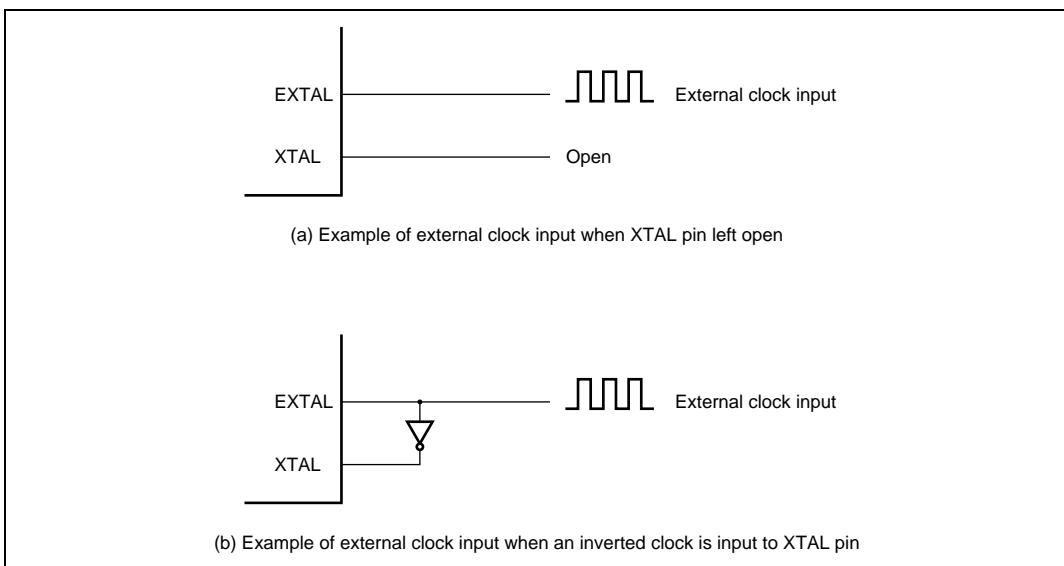 EXTAL
External clock input
XTAL
Open
(a) Example of external clock input when XTAL pin left open
EXTAL
External clock input
XTAL
(b) Example of external clock input when an inverted clock is input to XTAL pin